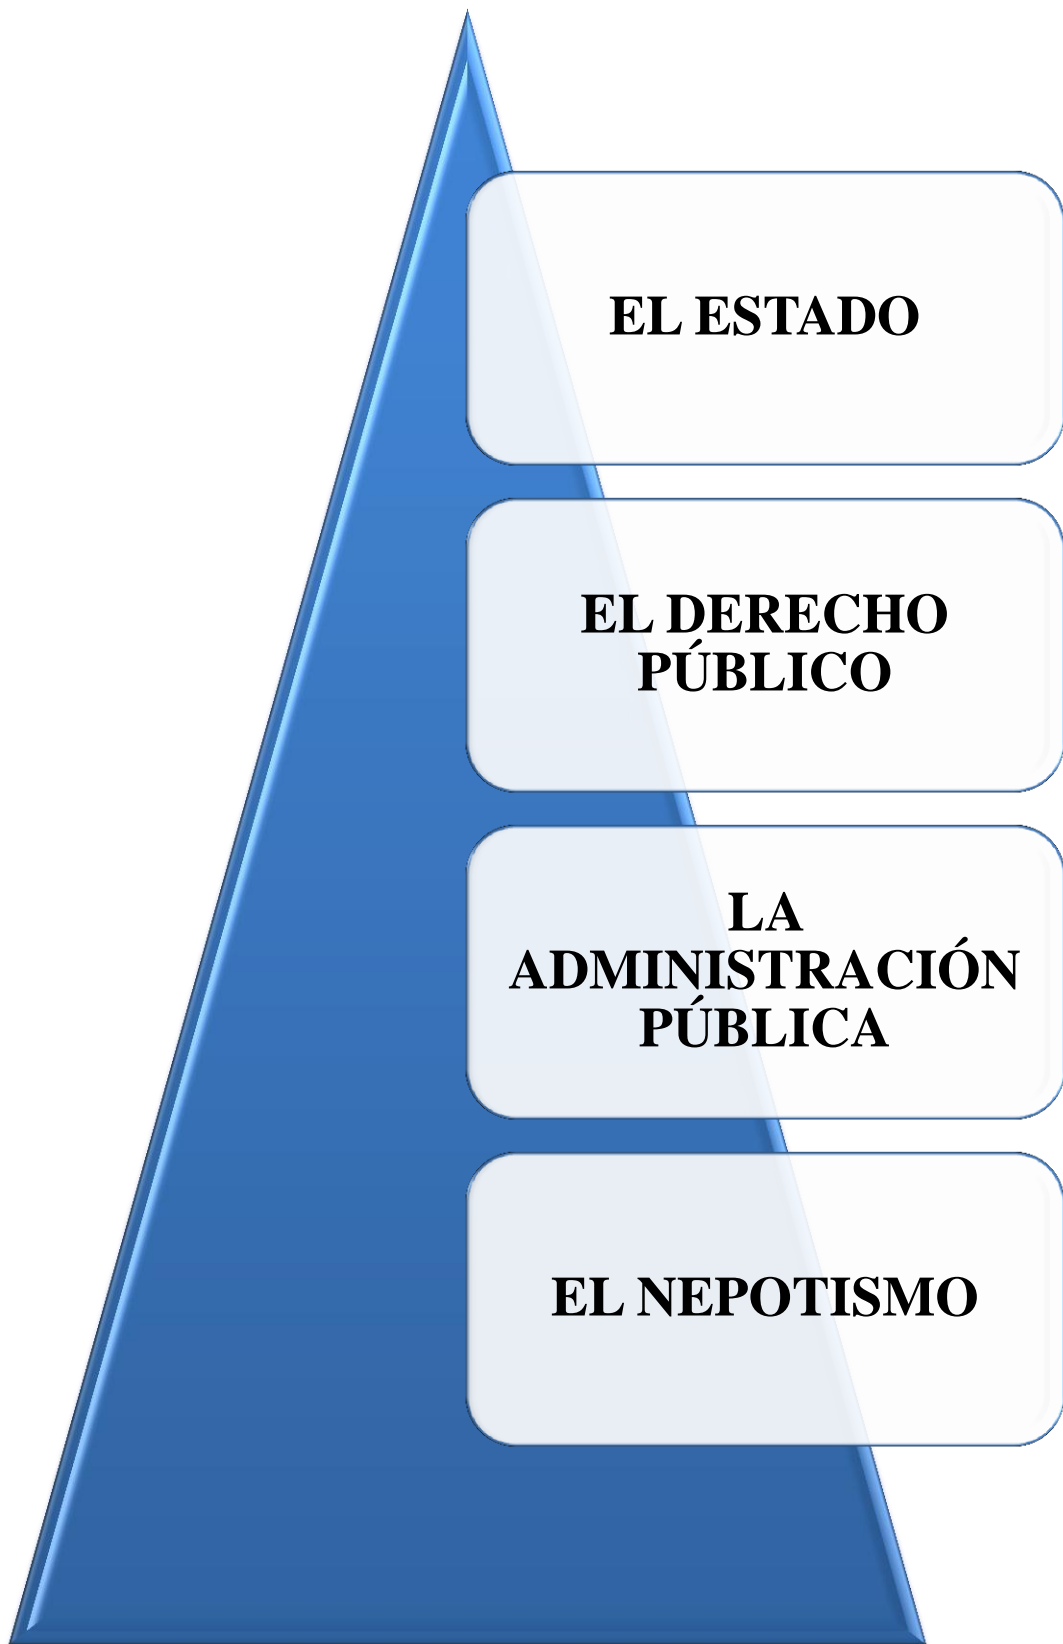 EL ESTADO
EL DERECHO
PÚBLICO
LA
ADMINISTRACIÓN
PÚBLICA
EL NEPOTISMO